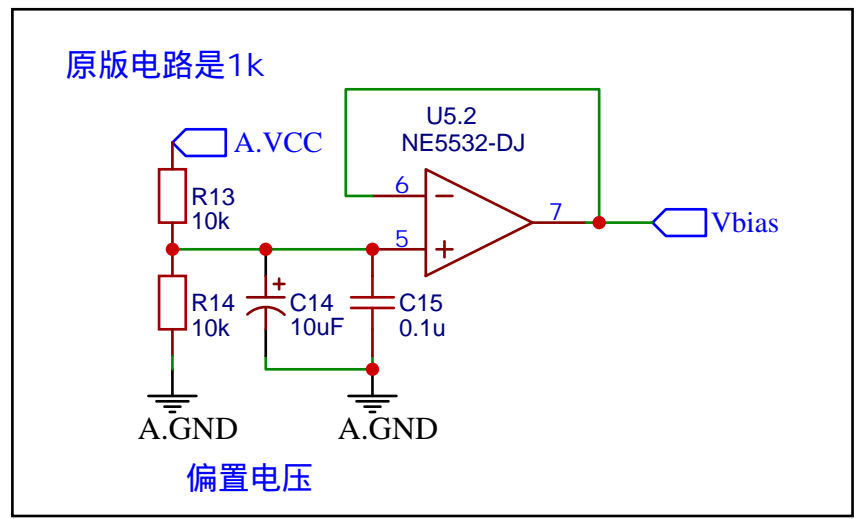 原版电路是1k
U5.2
NE5532-DJ
A.VCC
R13
10k
6
5
7
Vbias
R14
10k
C14
10uF
C15
0.1u
A.GND
A.GND
偏置电压